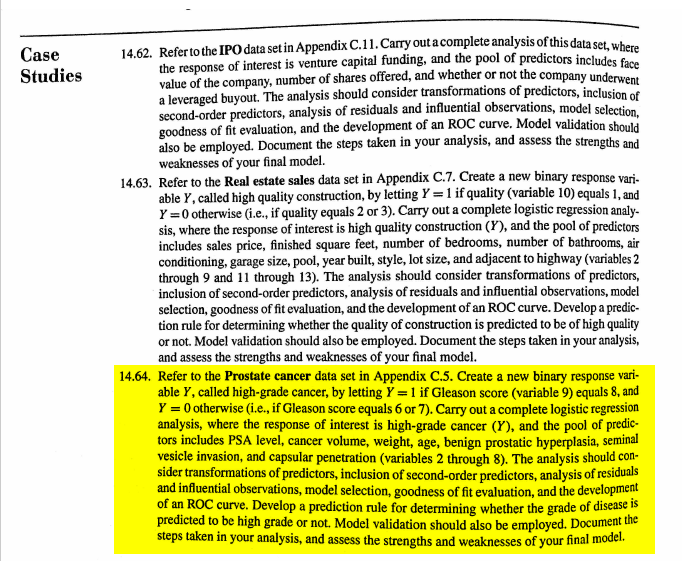 Case
Studies
14.62. Refer to the IPO data set in Appendix C.11. Carry out a complete analysis of this data set, where
the response of interest is venture capital funding, and the pool of predictors includes face
value of the company, number of shares offered, and whether or not the company underwent
a leveraged buyout. The analysis should consider transformations of predictors, inclusion of
second-order predictors, analysis of residuals and influential observations, model selection,
goodness of fit evaluation, and the development of an ROC curve. Model validation should
also be employed. Document the steps taken in your analysis, and assess the strengths and
weaknesses of your final model.
14.63. Refer to the Real estate sales data set in Appendix C.7. Create a new binary response vari-
able Y, called high quality construction, by letting Y = 1 if quality (variable 10) equals 1, and
Y = 0 otherwise (i.e., if quality equals 2 or 3). Carry out a complete logistic regression analy-
sis, where the response of interest is high quality construction (Y), and the pool of predictors
includes sales price, finished square feet, number of bedrooms, number of bathrooms, air
conditioning, garage size, pool, year built, style, lot size, and adjacent to highway (variables 2
through 9 and 11 through 13). The analysis should consider transformations of predictors,
inclusion of second-order predictors, analysis of residuals and influential observations, model
selection, goodness of fit evaluation, and the development of an ROC curve. Develop a predic-
tion rule for determining whether the quality of construction is predicted to be of high quality
or not. Model validation should also be employed. Document the steps taken in your analysis,
and assess the strengths and weaknesses of your final model.
14.64. Refer to the Prostate cancer data set in Appendix C.5. Create a new binary response vari-
able Y, called high-grade cancer, by letting Y = 1 if Gleason score (variable 9) equals 8, and
Y = 0 otherwise (i.e., if Gleason score equals 6 or 7). Carry out a complete logistic regression
analysis, where the response of interest is high-grade cancer (Y), and the pool of predic-
tors includes PSA level, cancer volume, weight, age, benign prostatic hyperplasia, seminal
vesicle invasion, and capsular penetration (variables 2 through 8). The analysis should con-
sider transformations of predictors, inclusion of second-order predictors, analysis of residuals
and influential observations, model selection, goodness of fit evaluation, and the development
of an ROC curve. Develop a prediction rule for determining whether the grade of disease is
predicted to be high grade or not. Model validation should also be employed. Document the
steps taken in your analysis, and assess the strengths and weaknesses of your final model.